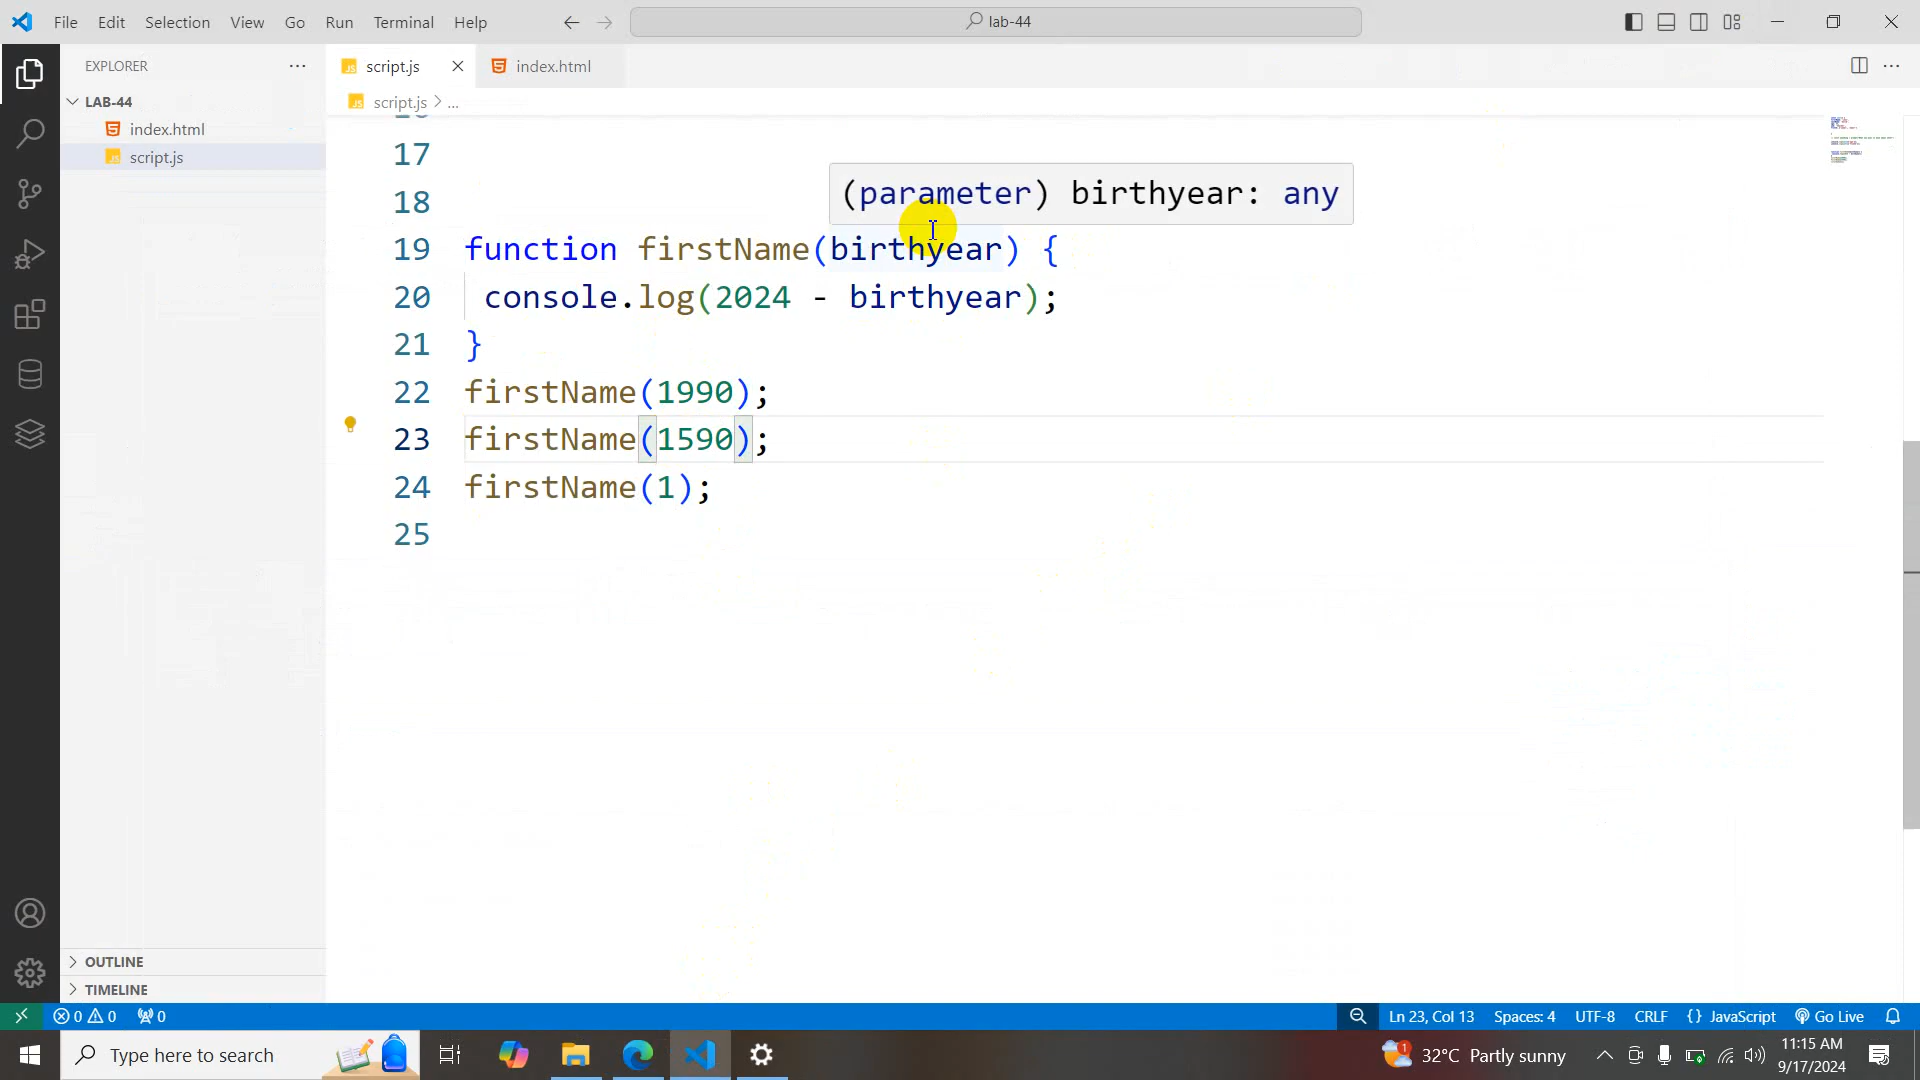 File Edit Selection View Go Run Terminal Help
lab-44
EXPLORER
script.js
index.html
LAB-44
script.js > ...
index.html
script.js
17
(parameter) birthyear: any
18
19 function firstName(birthyear) {
20 console.log(2024 - birthyear);
21 }
22 firstName(1990);
23 firstName(1590);
24 firstName(1);
25
OUTLINE
TIMELINE
0 0 0
Ln 23, Col 13 Spaces: 4 UTF-8 CRLF {} JavaScript Go Live
Type here to search
1
32°C Partly sunny
11:15 AM
9/17/2024